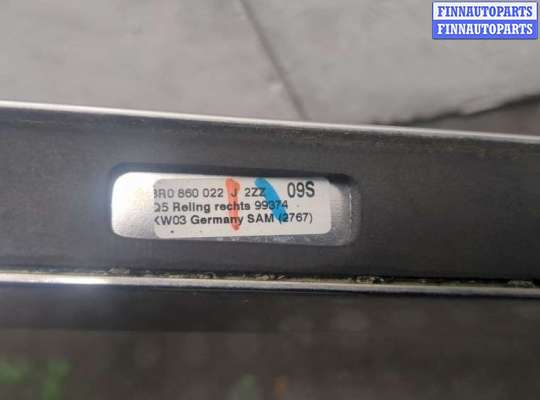 FINNAUTOPARTS
FINNAUTOPARTS
8R0 860 022 J 2ZZ 09S
Q5 Reling rechts 99374
KW03 Germany SAM (2767)